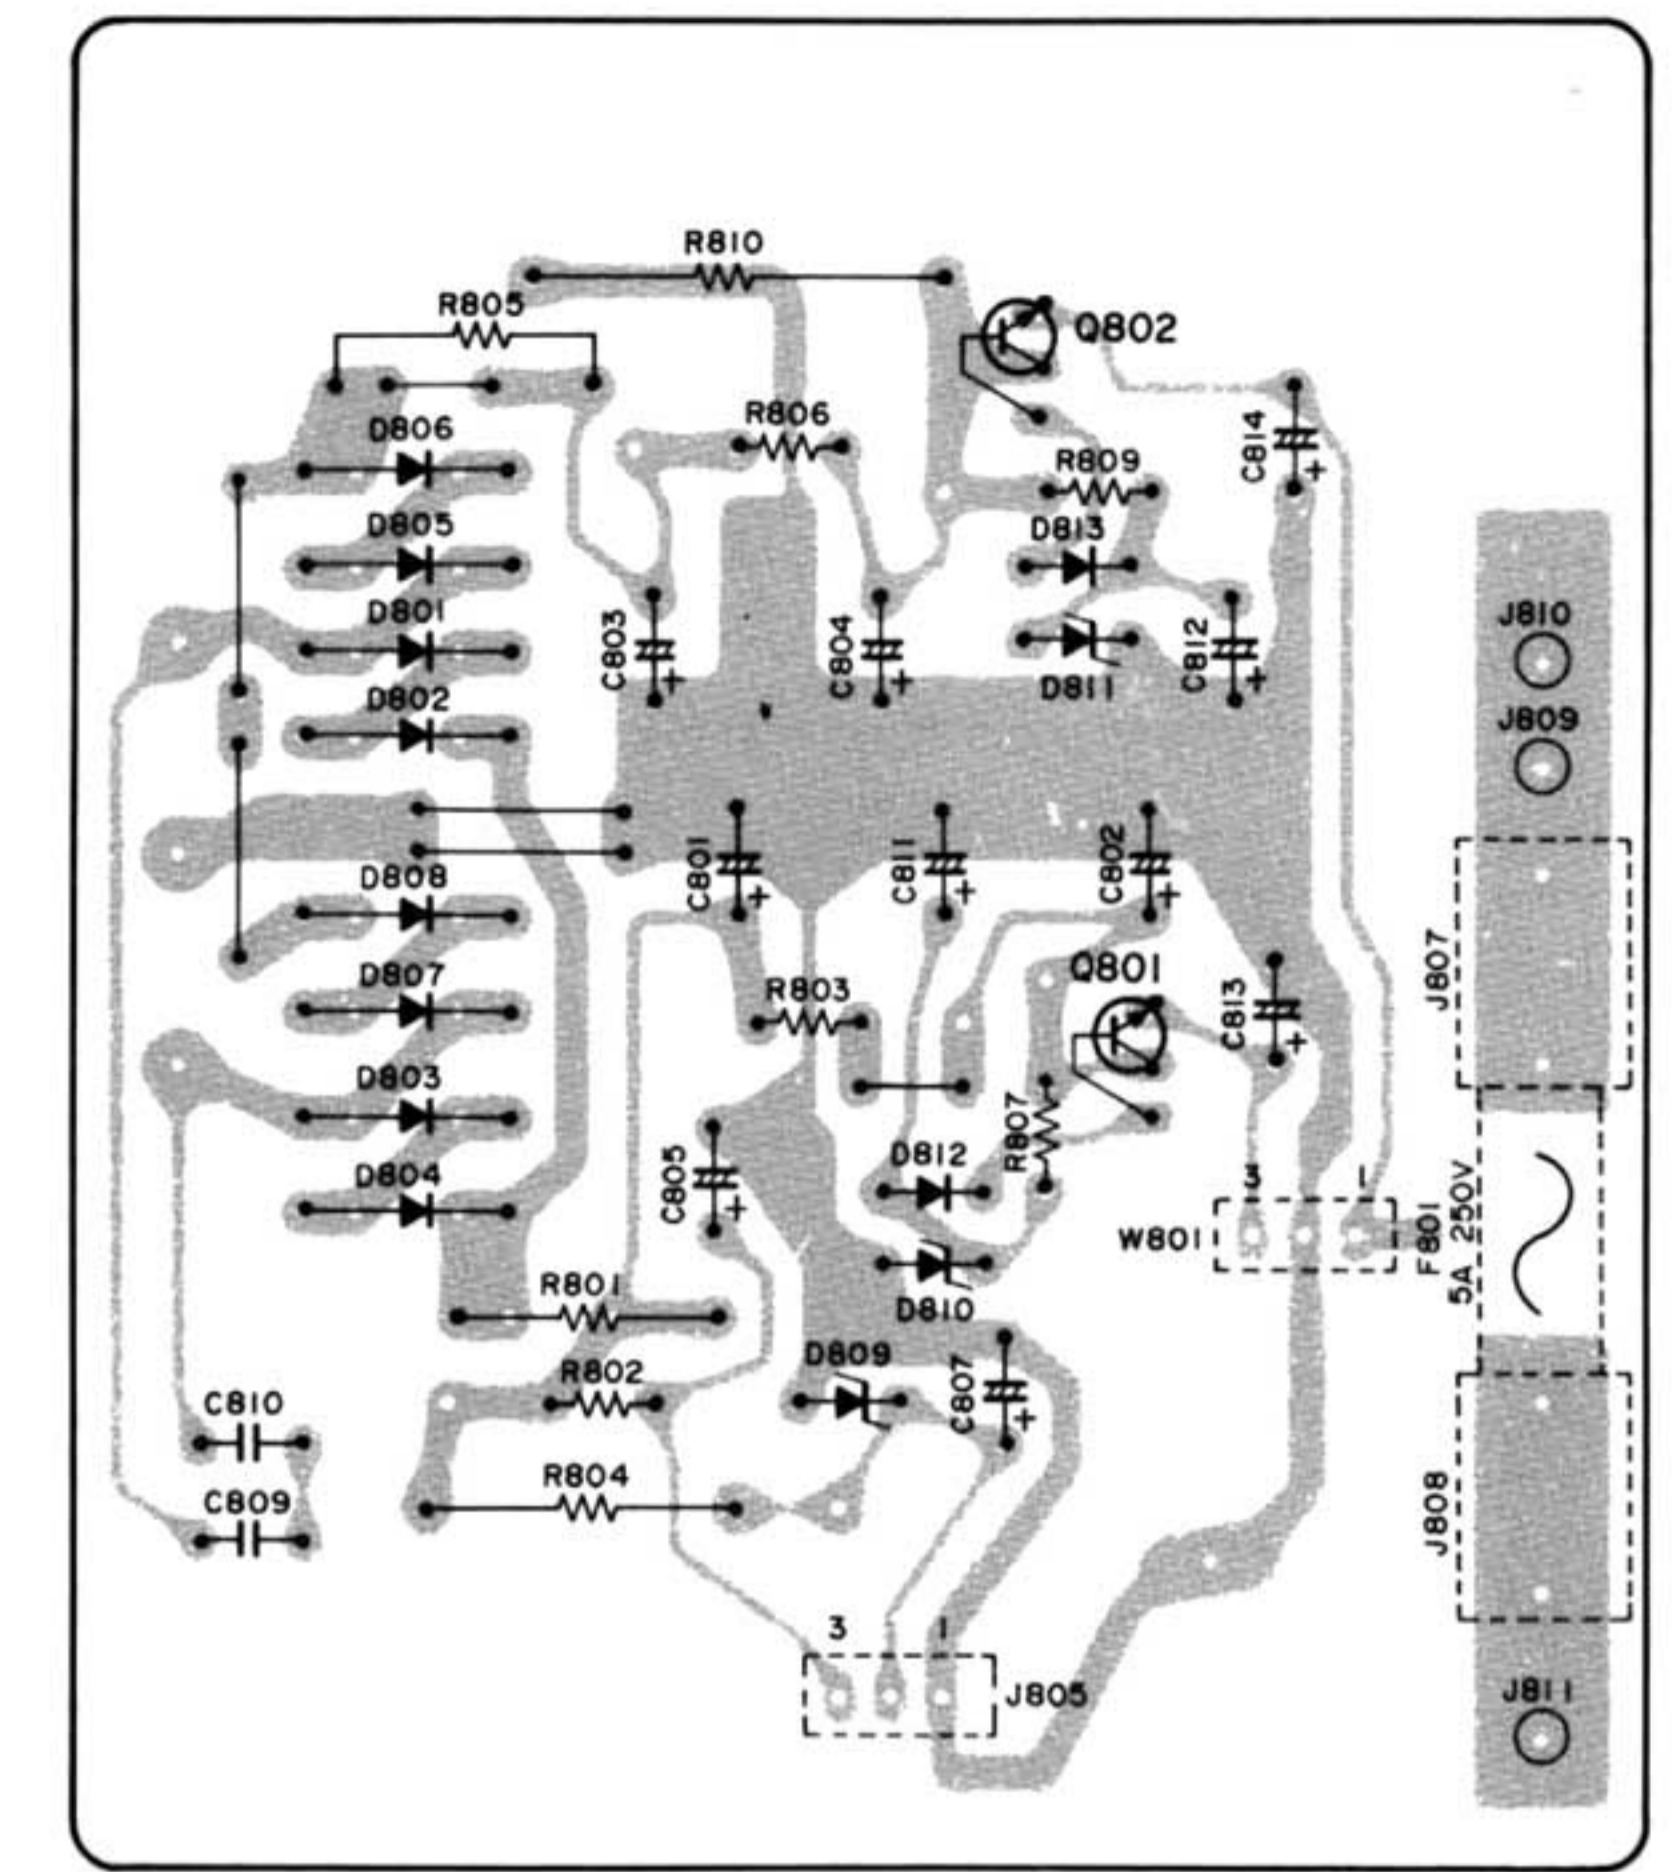 R810
R805
Q802
R806
D806
C814
+
R809
D805
D813
D801
J810
C803
+
C804
+
C812
+
D811
D802
J809
C801
+
C811
+
C802
+
D808
J807
Q801
D807
R803
C813
+
D803
R807
D812
C805
+
D804
3
1
W801
F801
5A 250V
R801
D810
D809
R802
C807
+
C810
R804
C809
J808
3
1
J805
J811